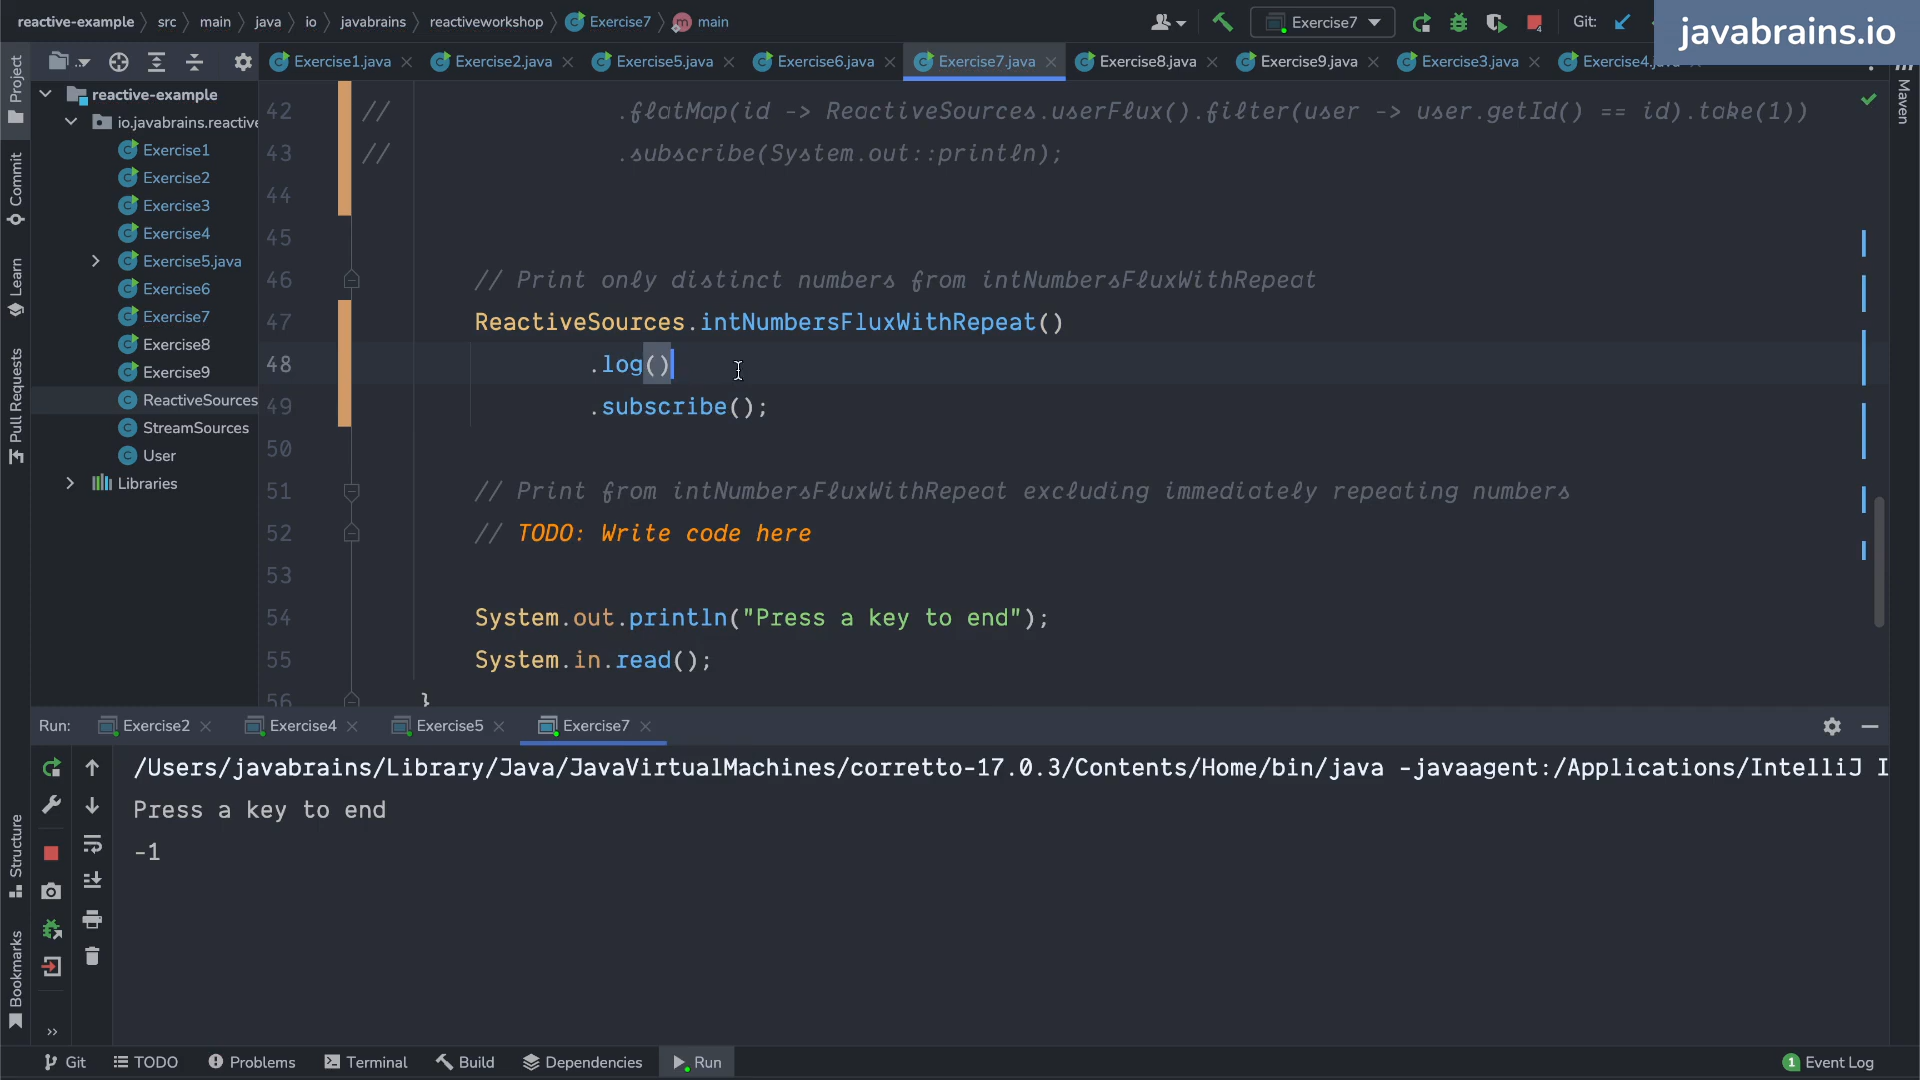 reactive-example src main java io javabrains reactiveworkshop Exercise7 main
Exercise7
Git:
javabrains.io
Exercise1.java Exercise2.java Exercise5.java Exercise6.java Exercise7.java Exercise8.java Exercise9.java Exercise3.java Exercise4.java
Project
Commit
Learn
Pull Requests
Structure
Bookmarks
Maven
reactive-example
io.javabrains.reactive
Exercise1
Exercise2
Exercise3
Exercise4
Exercise5.java
Exercise6
Exercise7
Exercise8
Exercise9
ReactiveSources
StreamSources
User
Libraries
42 // .flatMap(id -> ReactiveSources.userFlux().filter(user -> user.getId() == id).take(1))
43 // .subscribe(System.out::println);
44
45
46 // Print only distinct numbers from intNumbersFluxWithRepeat
47 ReactiveSources.intNumbersFluxWithRepeat()
48 .log()
49 .subscribe();
50
51 // Print from intNumbersFluxWithRepeat excluding immediately repeating numbers
52 // TODO: Write code here
53
54 System.out.println("Press a key to end");
55 System.in.read();
56 }
Run: Exercise2 Exercise4 Exercise5 Exercise7
/Users/javabrains/Library/Java/JavaVirtualMachines/corretto-17.0.3/Contents/Home/bin/java -javaagent:/Applications/IntelliJ I
Press a key to end
-1
Git TODO Problems Terminal Build Dependencies Run
1 Event Log